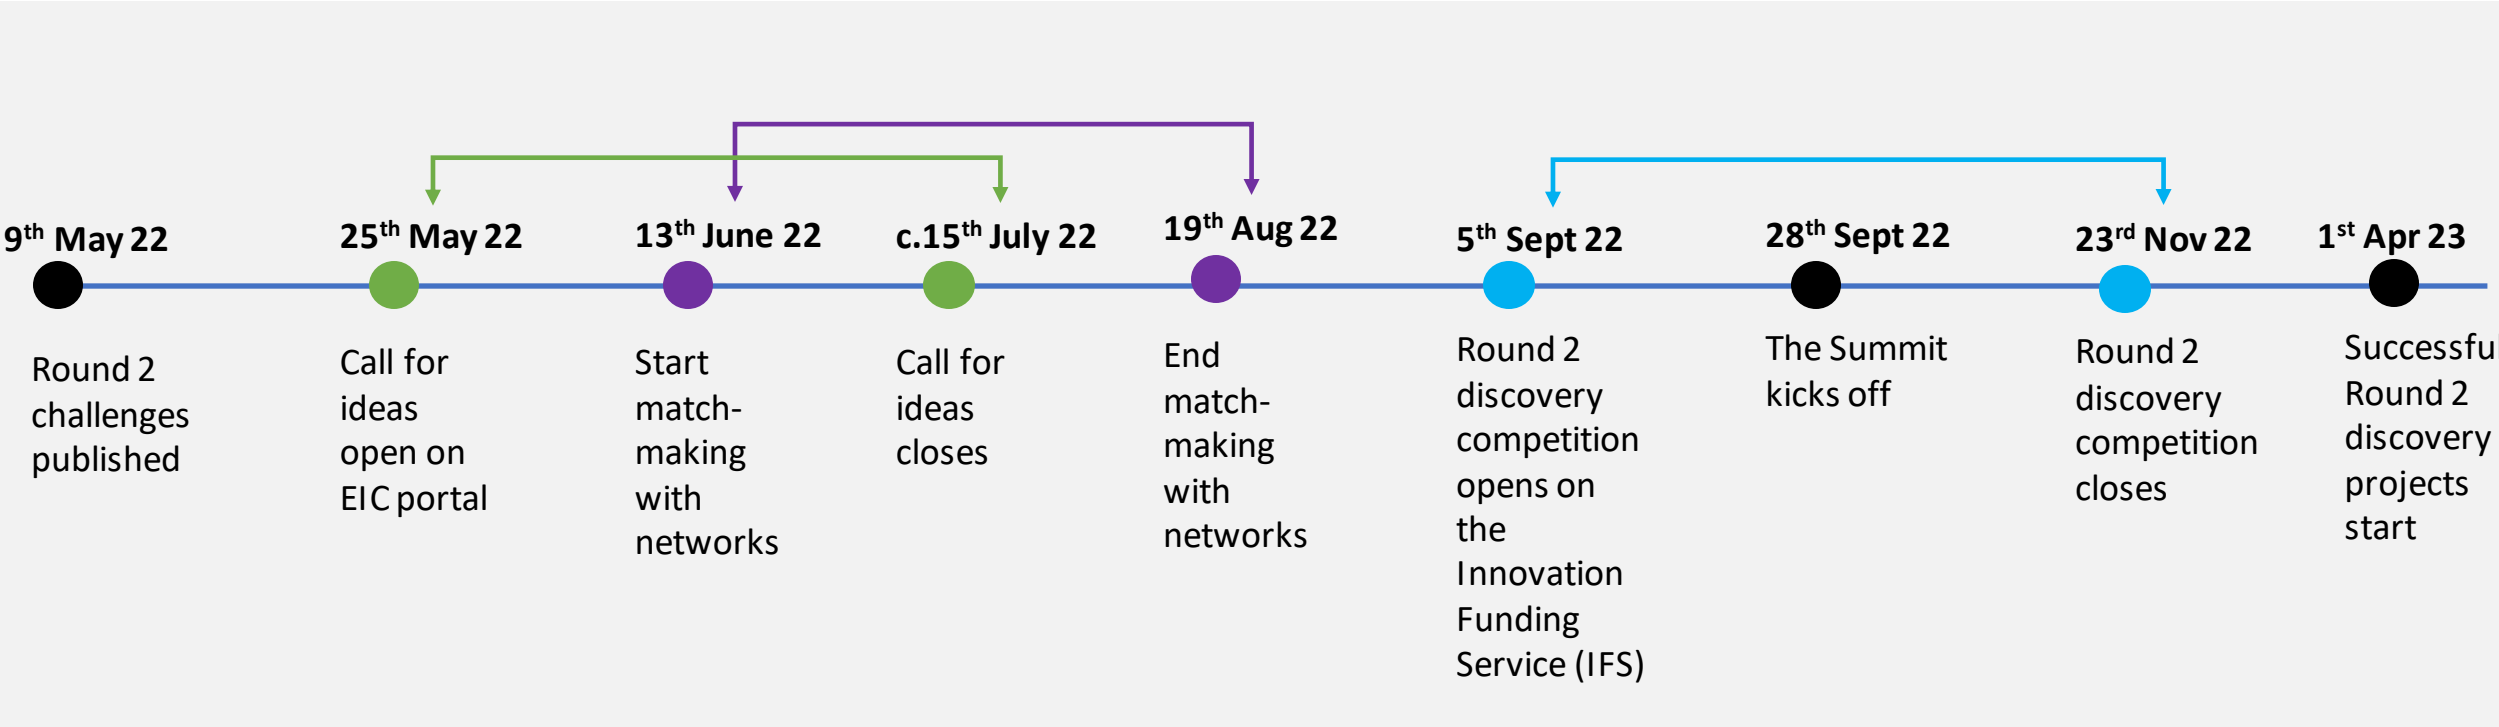 9th May 22
Round 2
challenges
published
25th May 22
Call for
ideas
open on
EIC portal
13th June 22
Start
match-
making
with
networks
c.15th July 22
Call for
ideas
closes
19th Aug 22
End
match-
making
with
networks
5th Sept 22
Round 2
discovery
competition
opens on
the
Innovation
Funding
Service (IFS)
28th Sept 22
The Summit
kicks off
23rd Nov 22
Round 2
discovery
competition
closes
1st Apr 23
Successful
Round 2
discovery
projects
start